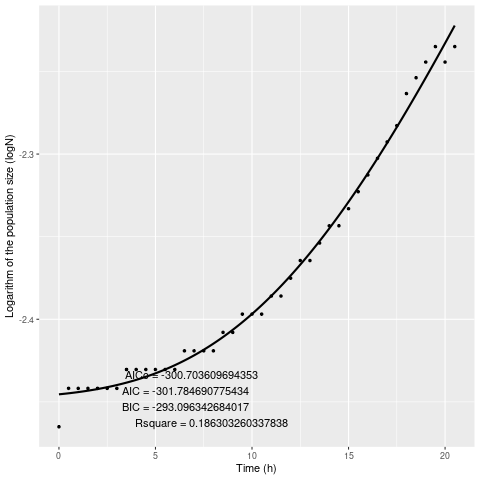 Logarithm of the population size (logN)
-2.3
-2.4
AICc = -300.703609694353
AIC = -301.784690775434
BIC = -293.096342684017
Rsquare = 0.186303260337838
0 5 10 15 20
Time (h)